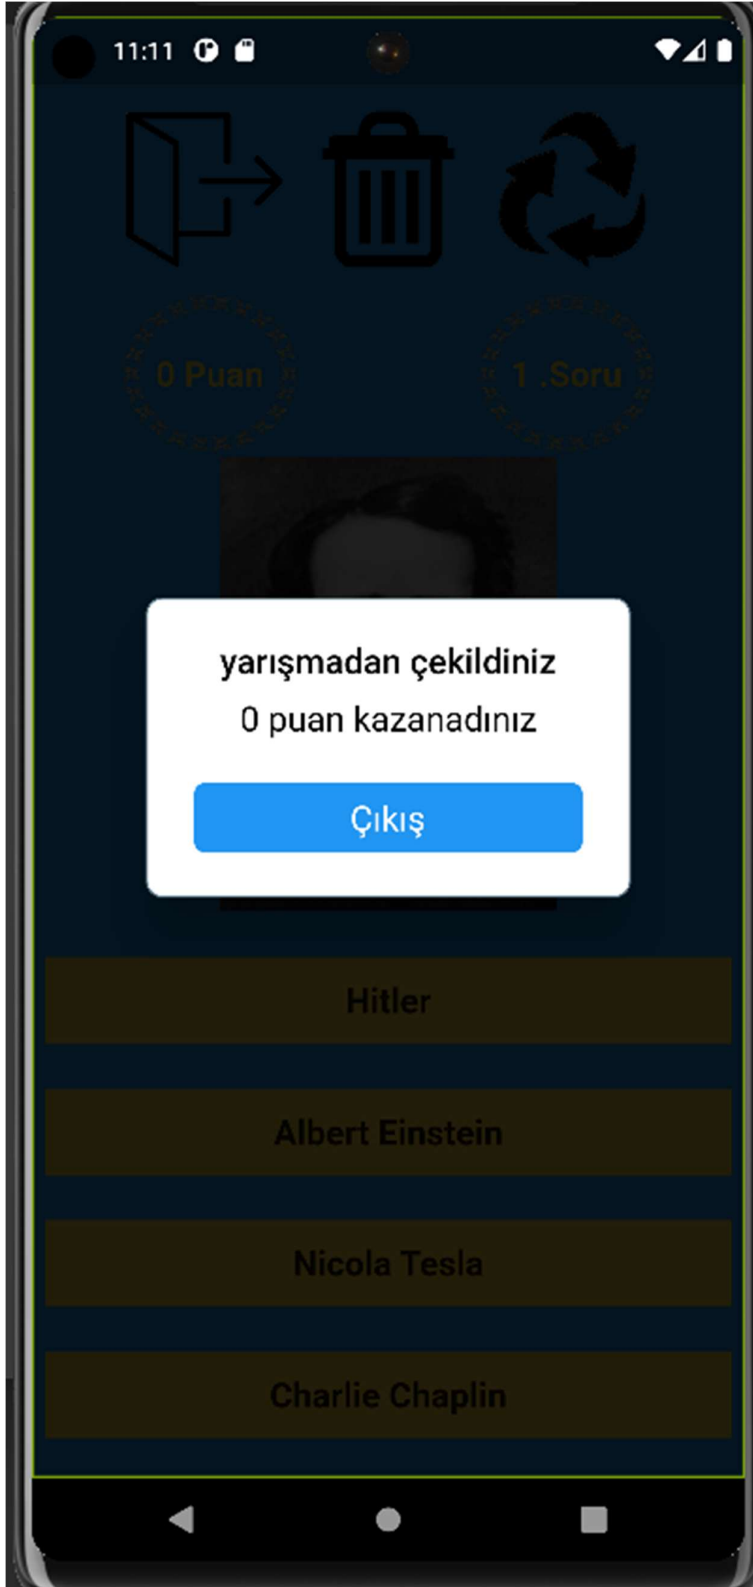 11:11
0 Puan
1 .Soru
yarışmadan çekildiniz
0 puan kazanadınız
Çıkış
Hitler
Albert Einstein
Nicola Tesla
Charlie Chaplin